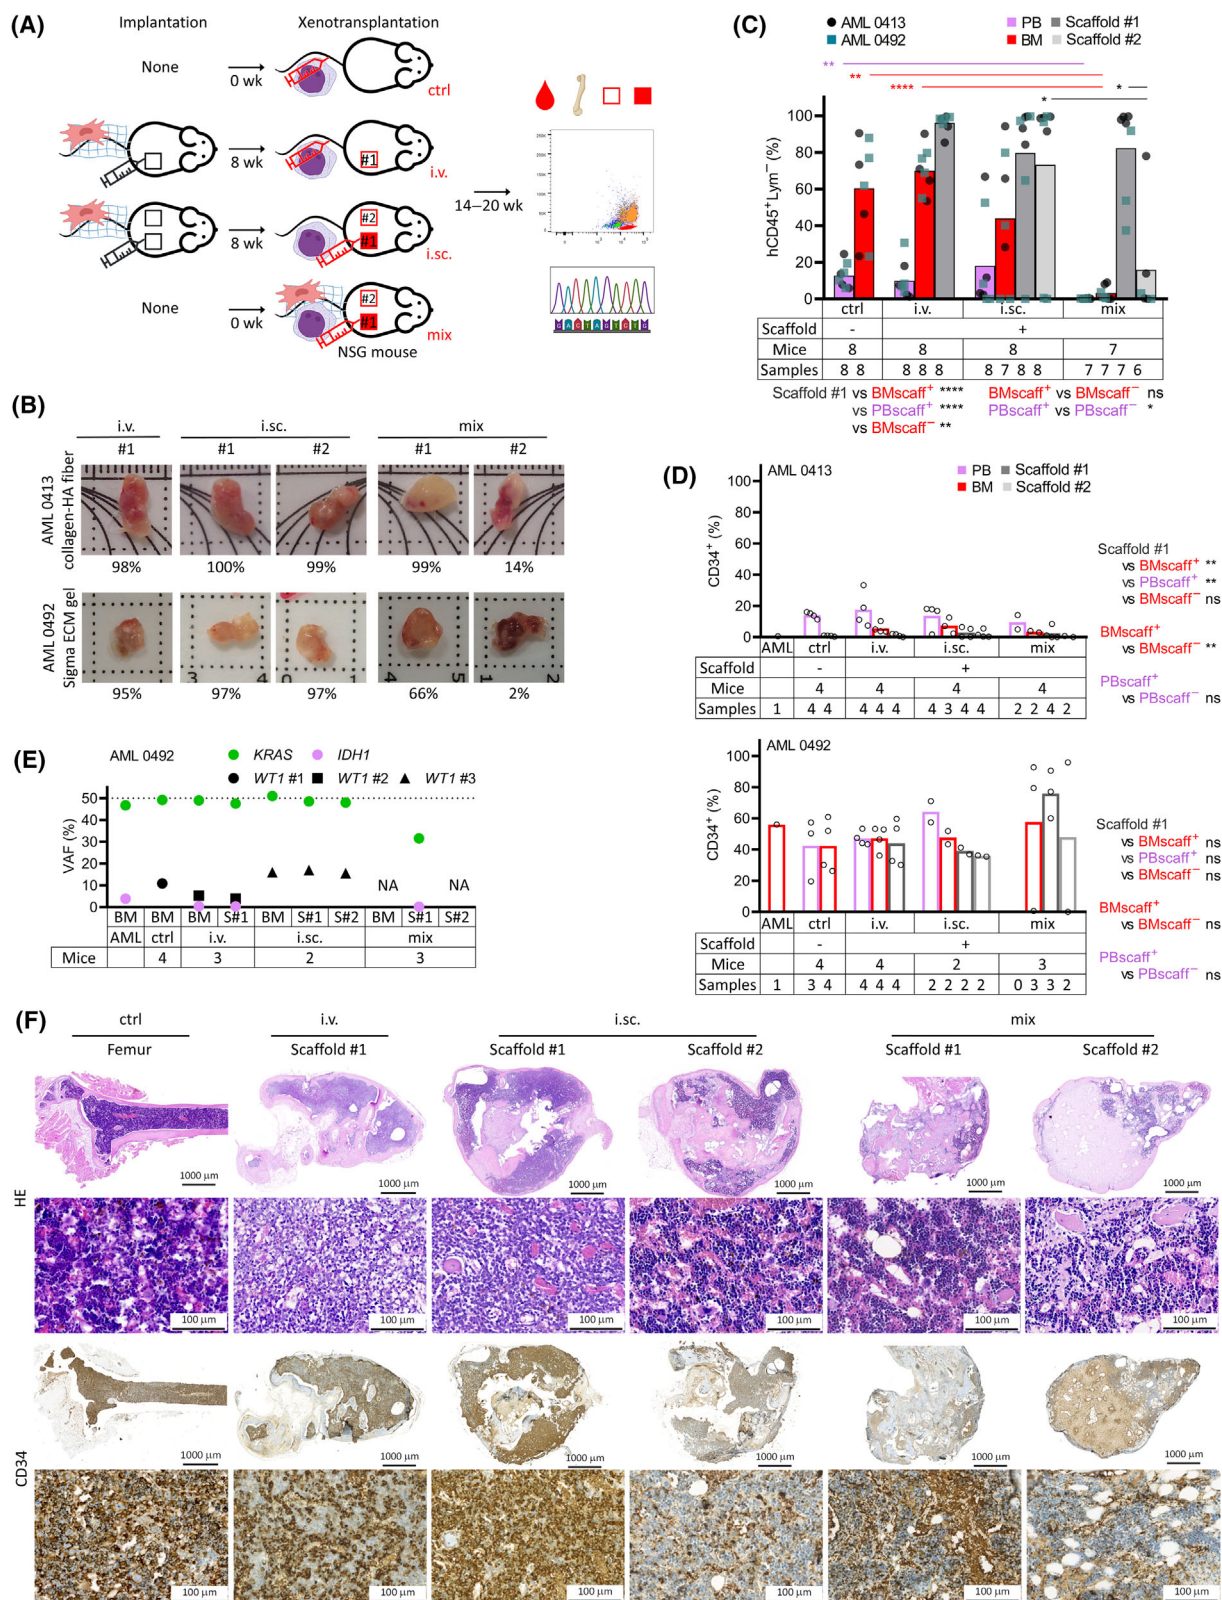 (A)
Implantation
Xenotransplantation
None
0 wk
ctrl
8 wk
#1
i.v.
8 wk
#2
#1
i.sc.
None
0 wk
#2
#1
mix
NSG mouse
14–20 wk
250K
200K
150K
100K
50K
0
G A G T A G T G T G
(B)
i.v. i.sc. mix
#1 #1 #2 #1 #2
AML 0413
collagen-HA fiber
98% 100% 99% 99% 14%
AML 0492
Sigma ECM gel
3 4 0 1 4 5 1 2
95% 97% 97% 66% 2%
(C)
AML 0413
AML 0492
PB
BM
Scaffold #1
Scaffold #2
** ** **** * *
hCD45⁺Lym⁻ (%)
100
80
60
40
20
0
ctrl i.v. i.sc. mix
Scaffold - +
Mice 8 8 8 7
Samples 8 8 8 8 8 8 7 8 8 7 7 7 6
Scaffold #1 vs BMscaff⁺ ****
vs PBscaff⁺ ****
vs BMscaff⁻ **
BMscaff⁺ vs BMscaff⁻ ns
PBscaff⁺ vs PBscaff⁻ *
(D)
AML 0413
PB
BM
Scaffold #1
Scaffold #2
CD34⁺ (%)
100
80
60
40
20
0
AML ctrl i.v. i.sc. mix
Scaffold - +
Mice 4 4 4 4
Samples 1 4 4 4 4 4 4 3 4 4 2 2 4 2
Scaffold #1
vs BMscaff⁺ **
vs PBscaff⁺ **
vs BMscaff⁻ ns
BMscaff⁺
vs BMscaff⁻ **
PBscaff⁺
vs PBscaff⁻ ns
AML 0492
CD34⁺ (%)
100
80
60
40
20
0
AML ctrl i.v. i.sc. mix
Scaffold - +
Mice 4 4 2 3
Samples 1 3 4 4 4 4 2 2 2 2 0 3 3 2
Scaffold #1
vs BMscaff⁺ ns
vs PBscaff⁺ ns
vs BMscaff⁻ ns
BMscaff⁺
vs BMscaff⁻ ns
PBscaff⁺
vs PBscaff⁻ ns
(E)
AML 0492
KRAS IDH1
WT1 #1 WT1 #2 WT1 #3
VAF (%)
50
40
30
20
10
0
NA NA
BM BM BM S#1 BM S#1 S#2 BM S#1 S#2
AML ctrl i.v. i.sc. mix
Mice 4 3 2 3
(F)
ctrl i.v. i.sc. mix
Femur Scaffold #1 Scaffold #1 Scaffold #2 Scaffold #1 Scaffold #2
HE
1000 µm 1000 µm 1000 µm 1000 µm 1000 µm 1000 µm
100 µm 100 µm 100 µm 100 µm 100 µm 100 µm
CD34
1000 µm 1000 µm 1000 µm 1000 µm 1000 µm 1000 µm
100 µm 100 µm 100 µm 100 µm 100 µm 100 µm